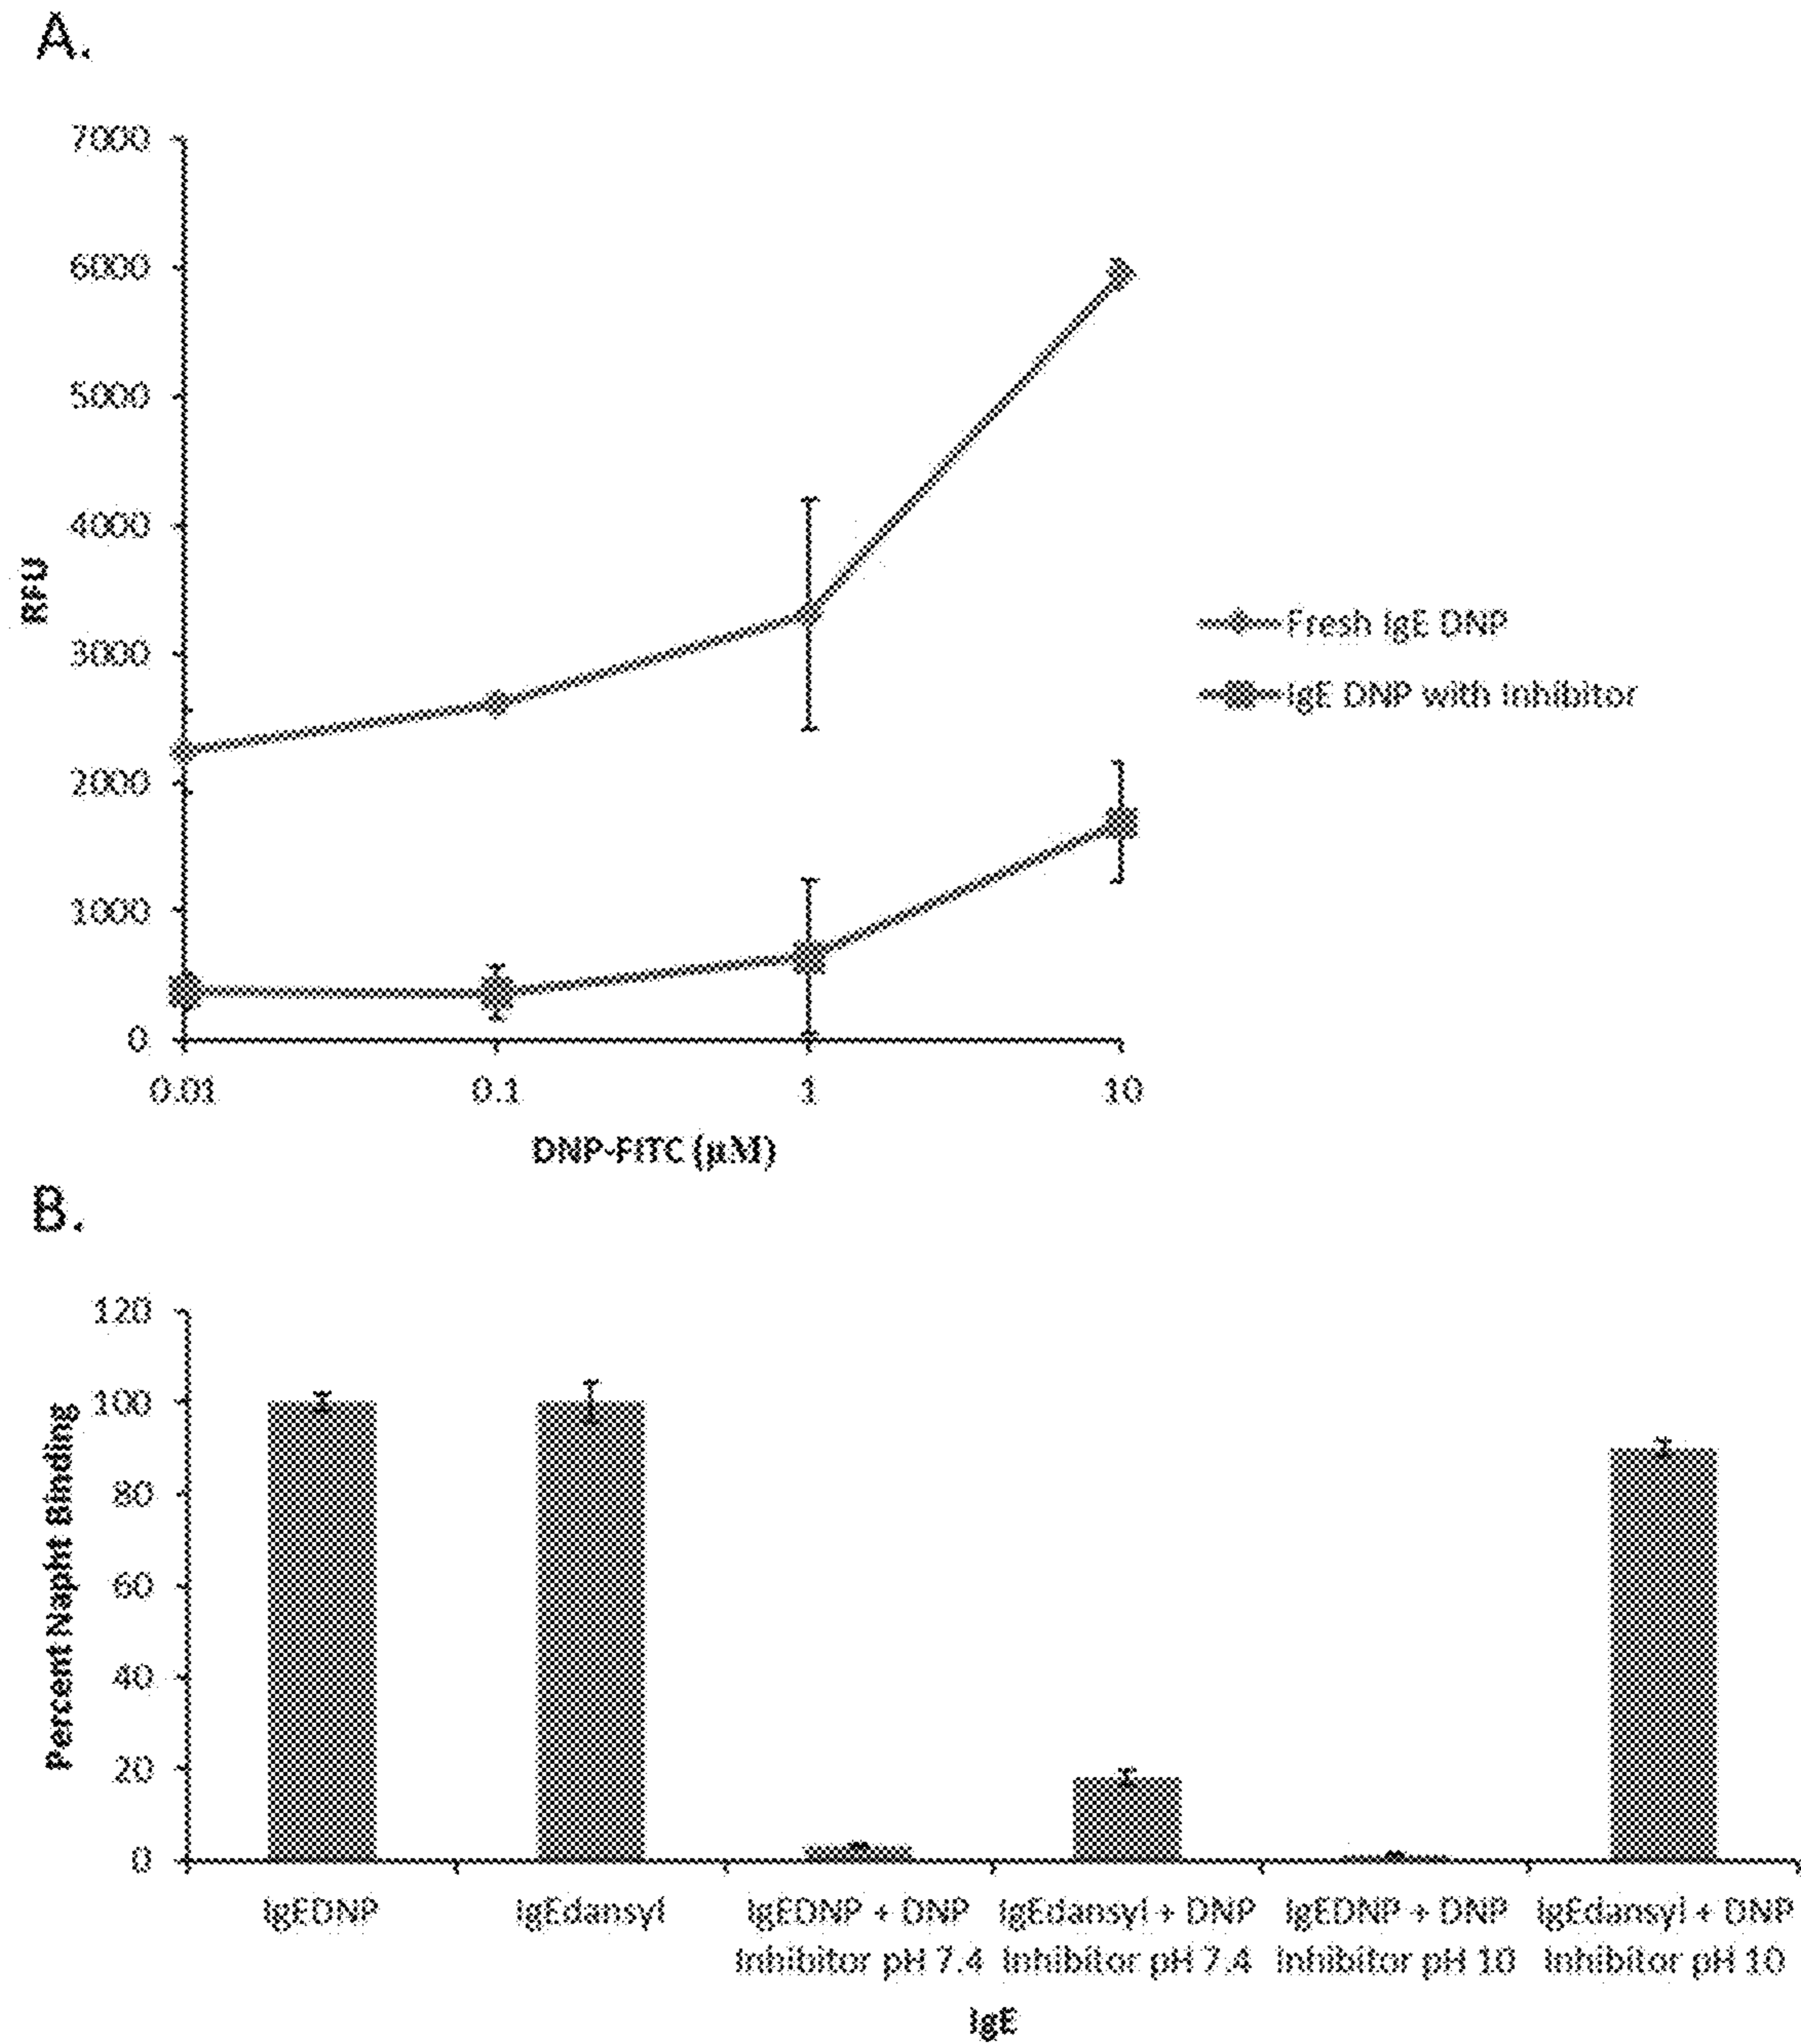 A.
7000
6000
5000
4000
3000
2000
1000
0
RFU
0.01 0.1 1 10
DNP-FITC (μM)
Fresh IgE DNP
IgE DNP with Inhibitor
B.
120
100
80
60
40
20
0
Percent Napht Binding
IgEDNP
IgEdansyl
IgEDNP + DNP
Inhibitor pH 7.4
IgEdansyl + DNP
Inhibitor pH 7.4
IgEDNP + DNP
Inhibitor pH 10
IgEdansyl + DNP
Inhibitor pH 10
IgE